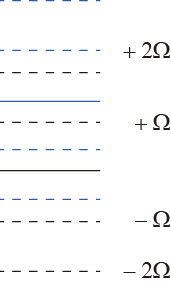 + 2Ω
+ Ω
– Ω
– 2Ω